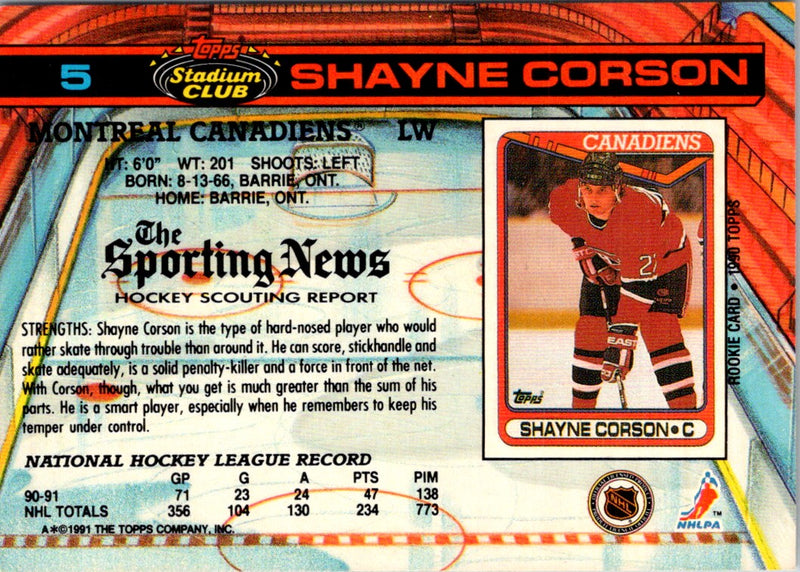 5
Topps
Stadium
CLUB
SHAYNE CORSON
MONTREAL CANADIENS® LW
HT: 6'0" WT: 201 SHOOTS: LEFT
BORN: 8-13-66, BARRIE, ONT.
HOME: BARRIE, ONT.
The
Sporting News
HOCKEY SCOUTING REPORT
STRENGTHS: Shayne Corson is the type of hard-nosed player who would
rather skate through trouble than around it. He can score, stickhandle and
skate adequately, is a solid penalty-killer and a force in front of the net.
With Corson, though, what you get is much greater than the sum of his
parts. He is a smart player, especially when he remembers to keep his
temper under control.
NATIONAL HOCKEY LEAGUE RECORD
GP G A PTS PIM
90-91 71 23 24 47 138
NHL TOTALS 356 104 130 234 773
A*©1991 THE TOPPS COMPANY, INC.
CANADIENS
2
EAST
Topps
SHAYNE CORSON • C
ROOKIE CARD • 1990 TOPPS
NHL
NHLPA™